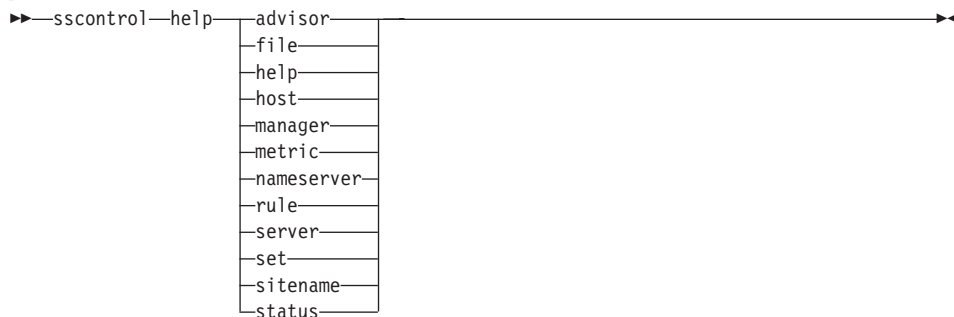 sscontrol help advisor
file
help
host
manager
metric
nameserver
rule
server
set
sitename
status